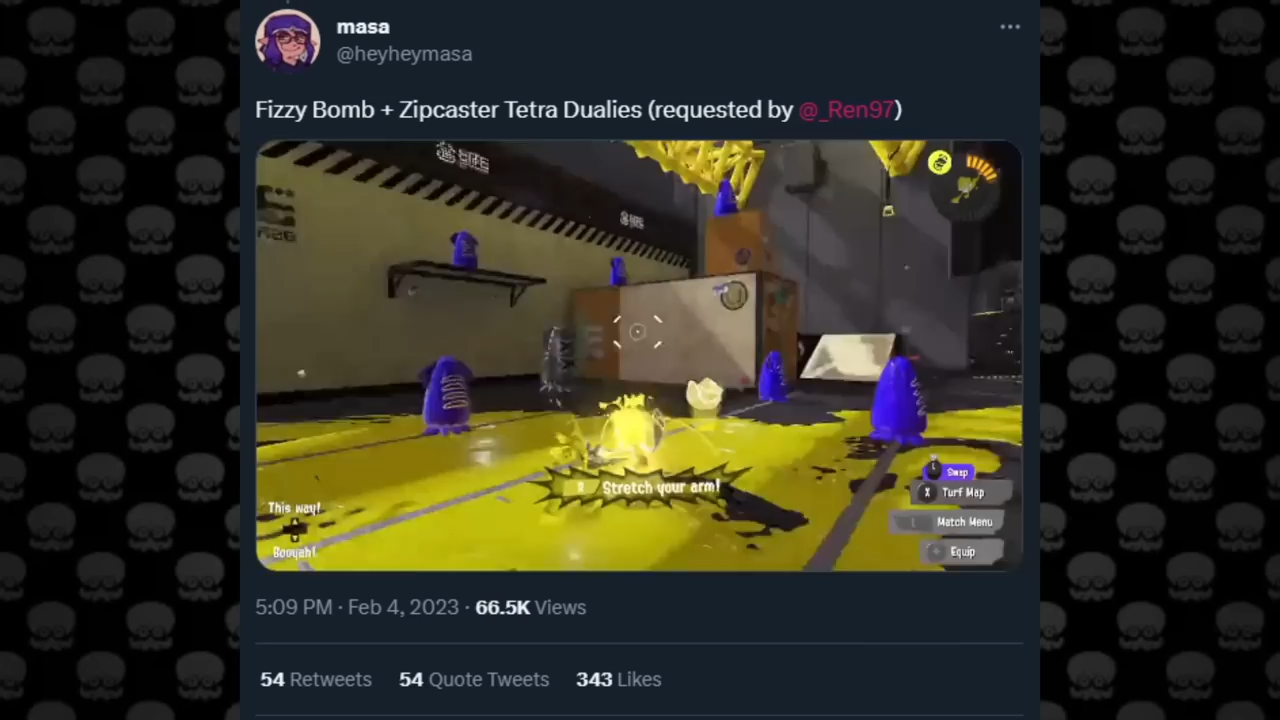 masa
@heyheymasa
Fizzy Bomb + Zipcaster Tetra Dualies (requested by @_Ren97)
Stretch your arm!
This way!
Booyah!
Swap
X Turf Map
Match Menu
Equip
5:09 PM · Feb 4, 2023 · 66.5K Views
54 Retweets 54 Quote Tweets 343 Likes